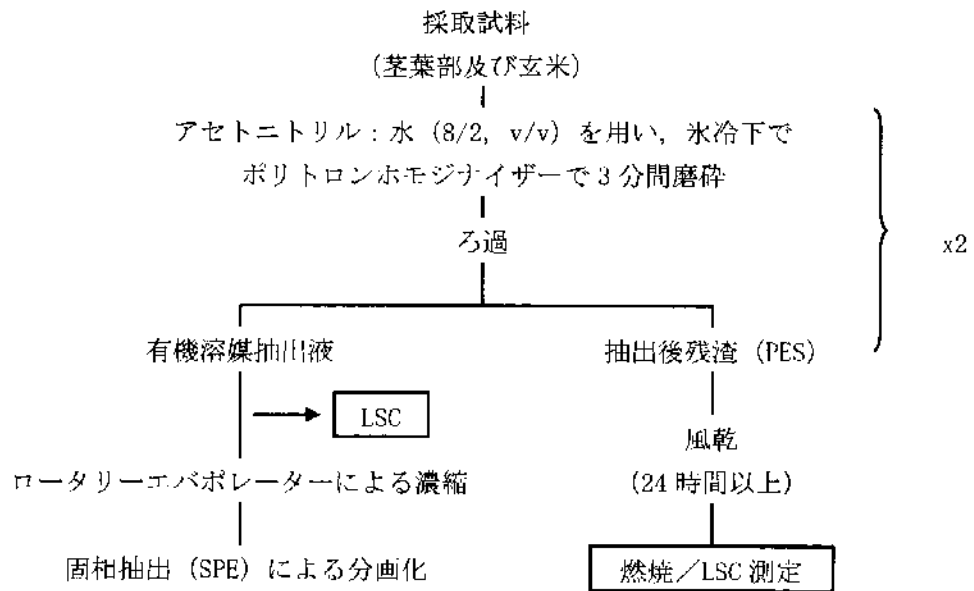 採取試料
(茎葉部及び玄米)
アセトニトリル：水 (8/2, v/v) を用い，氷冷下で
ポリトロンホモジナイザーで3分間磨砕
ろ過
x2
有機溶媒抽出液
抽出後残渣 (PES)
LSC
風乾
ロータリーエバポレーターによる濃縮
(24 時間以上)
固相抽出 (SPE) による分画化
燃焼／LSC 測定